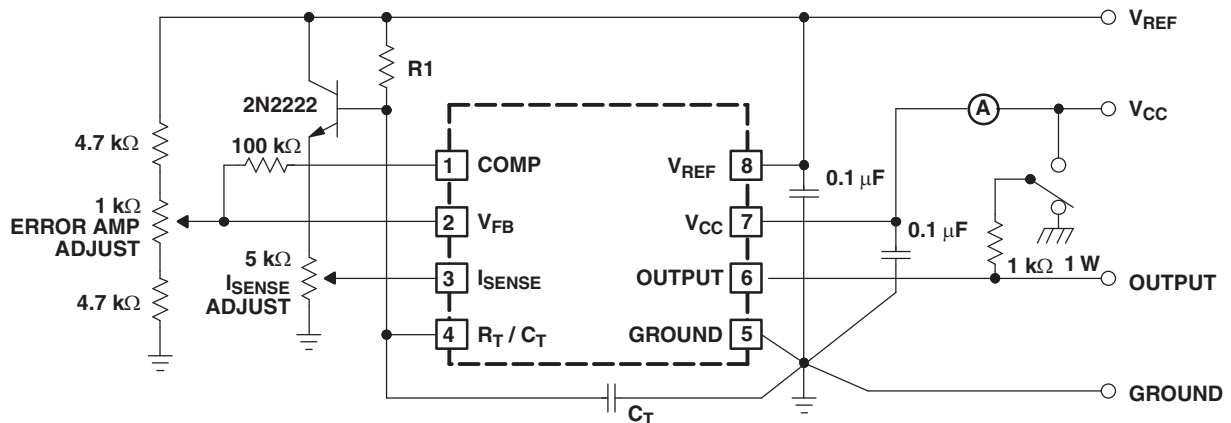 V_REF
R1
2N2222
A
V_CC
4.7 kΩ
100 kΩ
1 COMP
V_REF 8
0.1 μF
1 kΩ
ERROR AMP
ADJUST
2 V_FB
V_CC 7
0.1 μF
5 kΩ
I_SENSE
ADJUST
3 I_SENSE
OUTPUT 6
1 kΩ 1 W
OUTPUT
4.7 kΩ
4 R_T / C_T
GROUND 5
C_T
GROUND